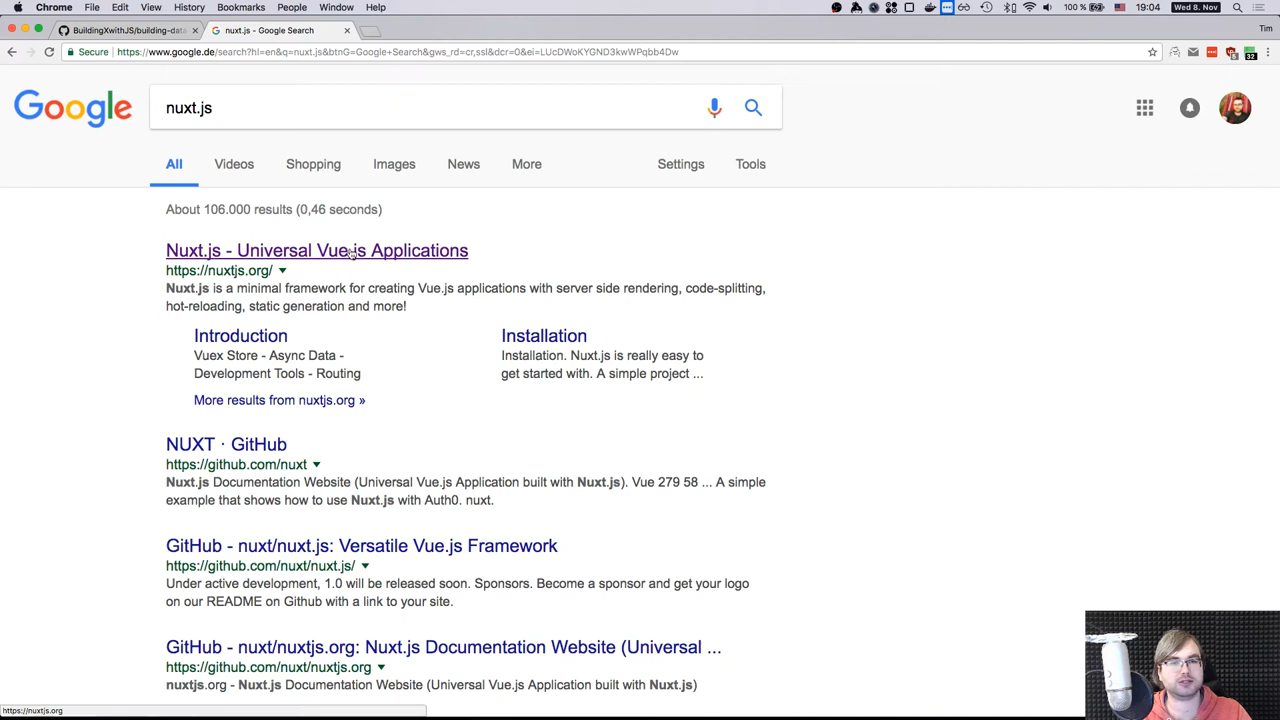 Chrome File Edit View History Bookmarks People Window Help 100 % 19:04 Wed 8. Nov
BuildingXwithJS/building-data nuxt.js - Google Search Tim
Secure https://www.google.de/search?hl=en&q=nuxt.js&btnG=Google+Search&gws_rd=cr,ssl&dcr=0&ei=LUcDWoKYGND3kwWPqbb4Dw
Google nuxt.js
All Videos Shopping Images News More Settings Tools
About 106.000 results (0,46 seconds)
Nuxt.js - Universal Vue.js Applications
https://nuxtjs.org/
Nuxt.js is a minimal framework for creating Vue.js applications with server side rendering, code-splitting,
hot-reloading, static generation and more!
Introduction
Vuex Store - Async Data -
Development Tools - Routing
Installation
Installation. Nuxt.js is really easy to
get started with. A simple project ...
More results from nuxtjs.org »
NUXT · GitHub
https://github.com/nuxt
Nuxt.js Documentation Website (Universal Vue.js Application built with Nuxt.js). Vue 279 58 ... A simple
example that shows how to use Nuxt.js with Auth0. nuxt.
GitHub - nuxt/nuxt.js: Versatile Vue.js Framework
https://github.com/nuxt/nuxt.js/
Under active development, 1.0 will be released soon. Sponsors. Become a sponsor and get your logo
on our README on Github with a link to your site.
GitHub - nuxt/nuxtjs.org: Nuxt.js Documentation Website (Universal ...
https://github.com/nuxt/nuxtjs.org
nuxtjs.org - Nuxt.js Documentation Website (Universal Vue.js Application built with Nuxt.js)
https://nuxtjs.org